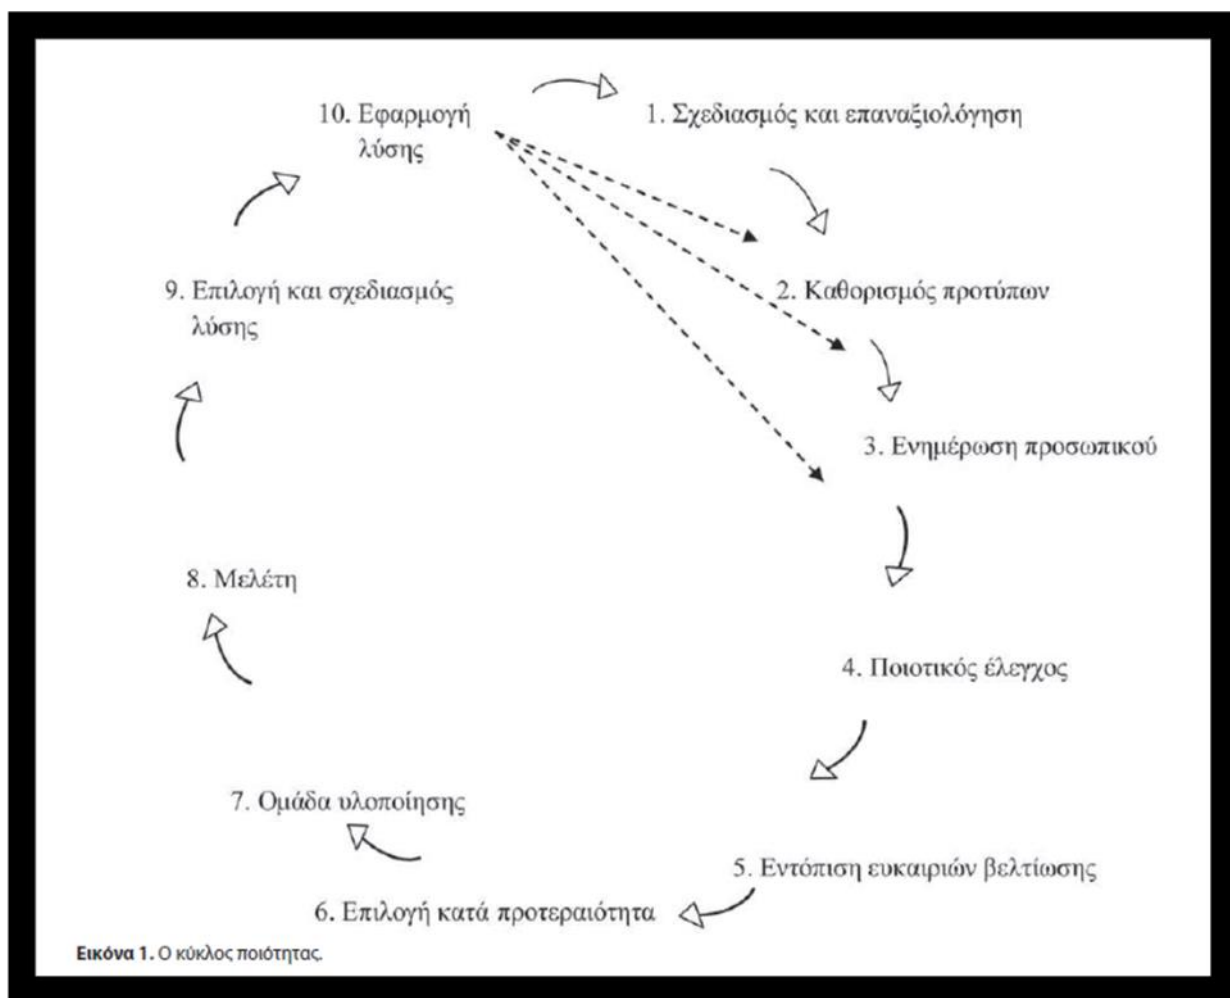 10. Εφαρμογή
λύσης
1. Σχεδιασμός και επαναξιολόγηση
2. Καθορισμός προτύπων
3. Ενημέρωση προσωπικού
4. Ποιοτικός έλεγχος
5. Εντόπιση ευκαιριών βελτίωσης
6. Επιλογή κατά προτεραιότητα
7. Ομάδα υλοποίησης
8. Μελέτη
9. Επιλογή και σχεδιασμός
λύσης
Εικόνα 1. Ο κύκλος ποιότητας.